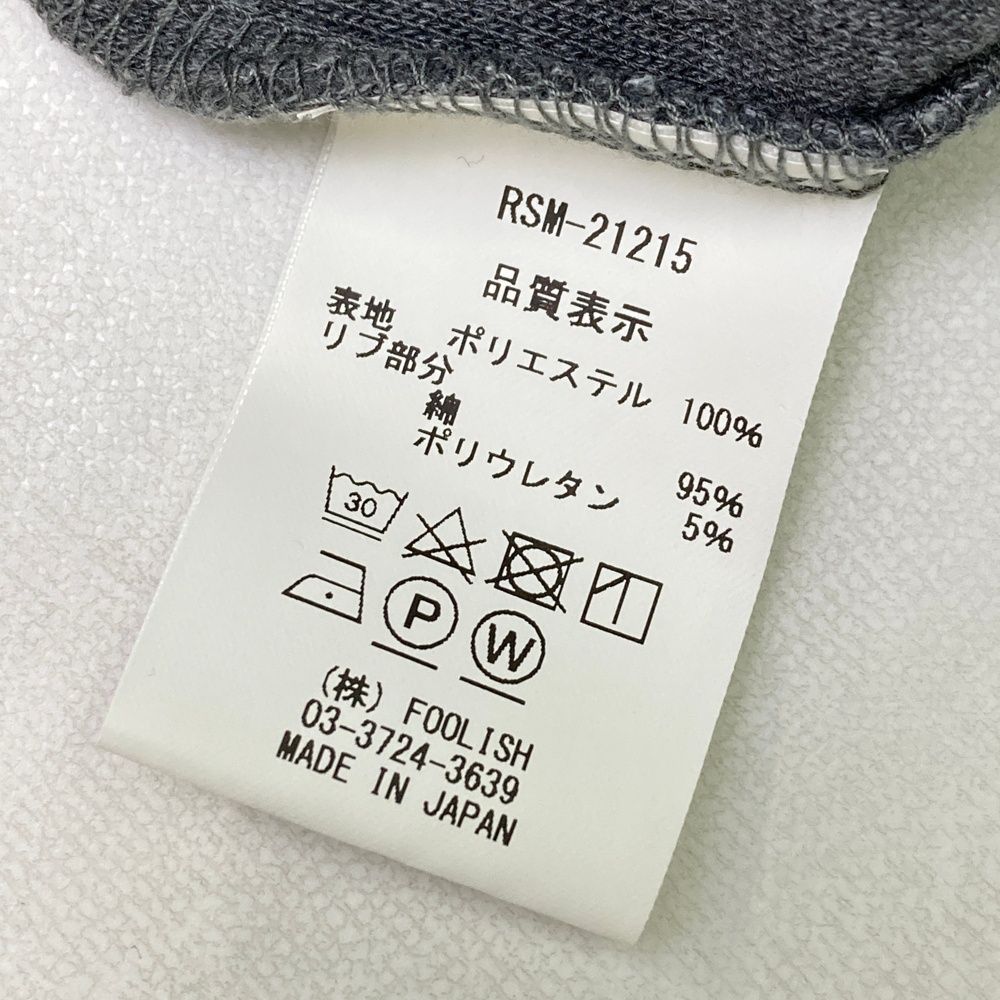 RSM-21215
品質表示
表地 ポリエステル 100%
リブ部分
綿 95%
ポリウレタン 5%
30
P W
(株) FOOLISH
03-3724-3639
MADE IN JAPAN